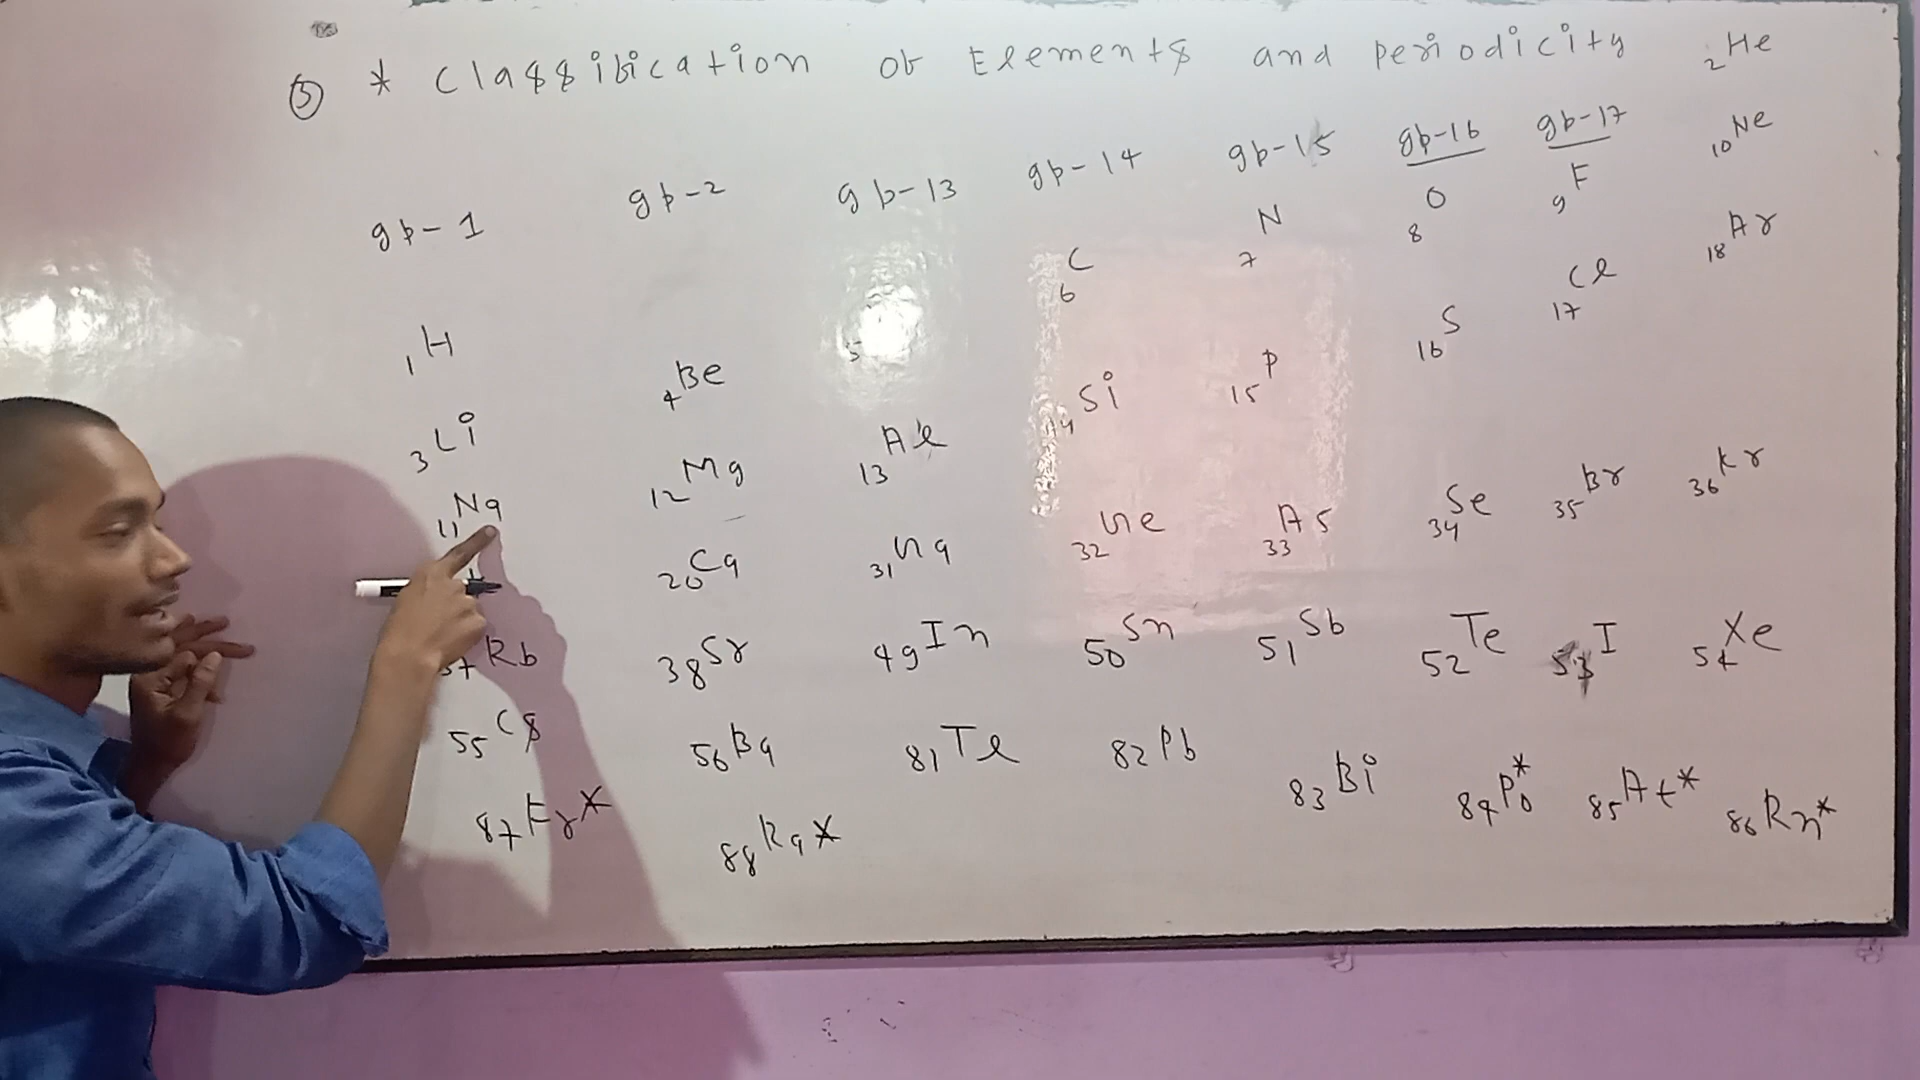 ⑤ * Classification of Elements and periodicity
gp-1 gp-2 gp-13 gp-14 gp-15 gp-16 gp-17 2He
1H
3Li 4Be 5 6C 7N 8O 9F 10Ne
11Na 12Mg 13Al 14Si 15P 16S 17Cl 18Ar
20Ca 31Ga 32Ge 33As 34Se 35Br 36Kr
37Rb 38Sr 49In 50Sn 51Sb 52Te 53I 54Xe
55Cs 56Ba 81Tl 82Pb 83Bi 84Po* 85At* 86Rn*
87Fr* 88Ra*